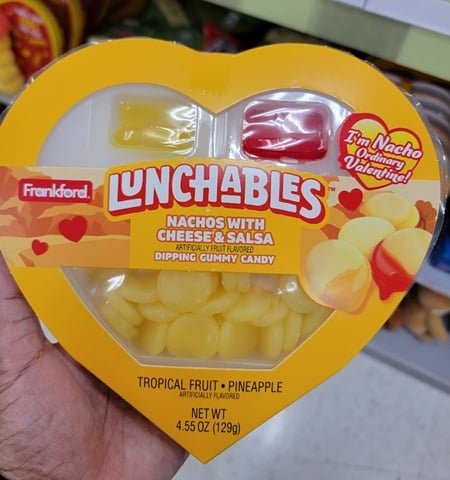 I'm Nacho
Ordinary
Valentine!
Frankford.
LUNCHABLES™
NACHOS WITH
CHEESE & SALSA
ARTIFICIALLY FRUIT FLAVORED
DIPPING GUMMY CANDY
TROPICAL FRUIT • PINEAPPLE
ARTIFICIALLY FLAVORED
NET WT
4.55 OZ (129g)